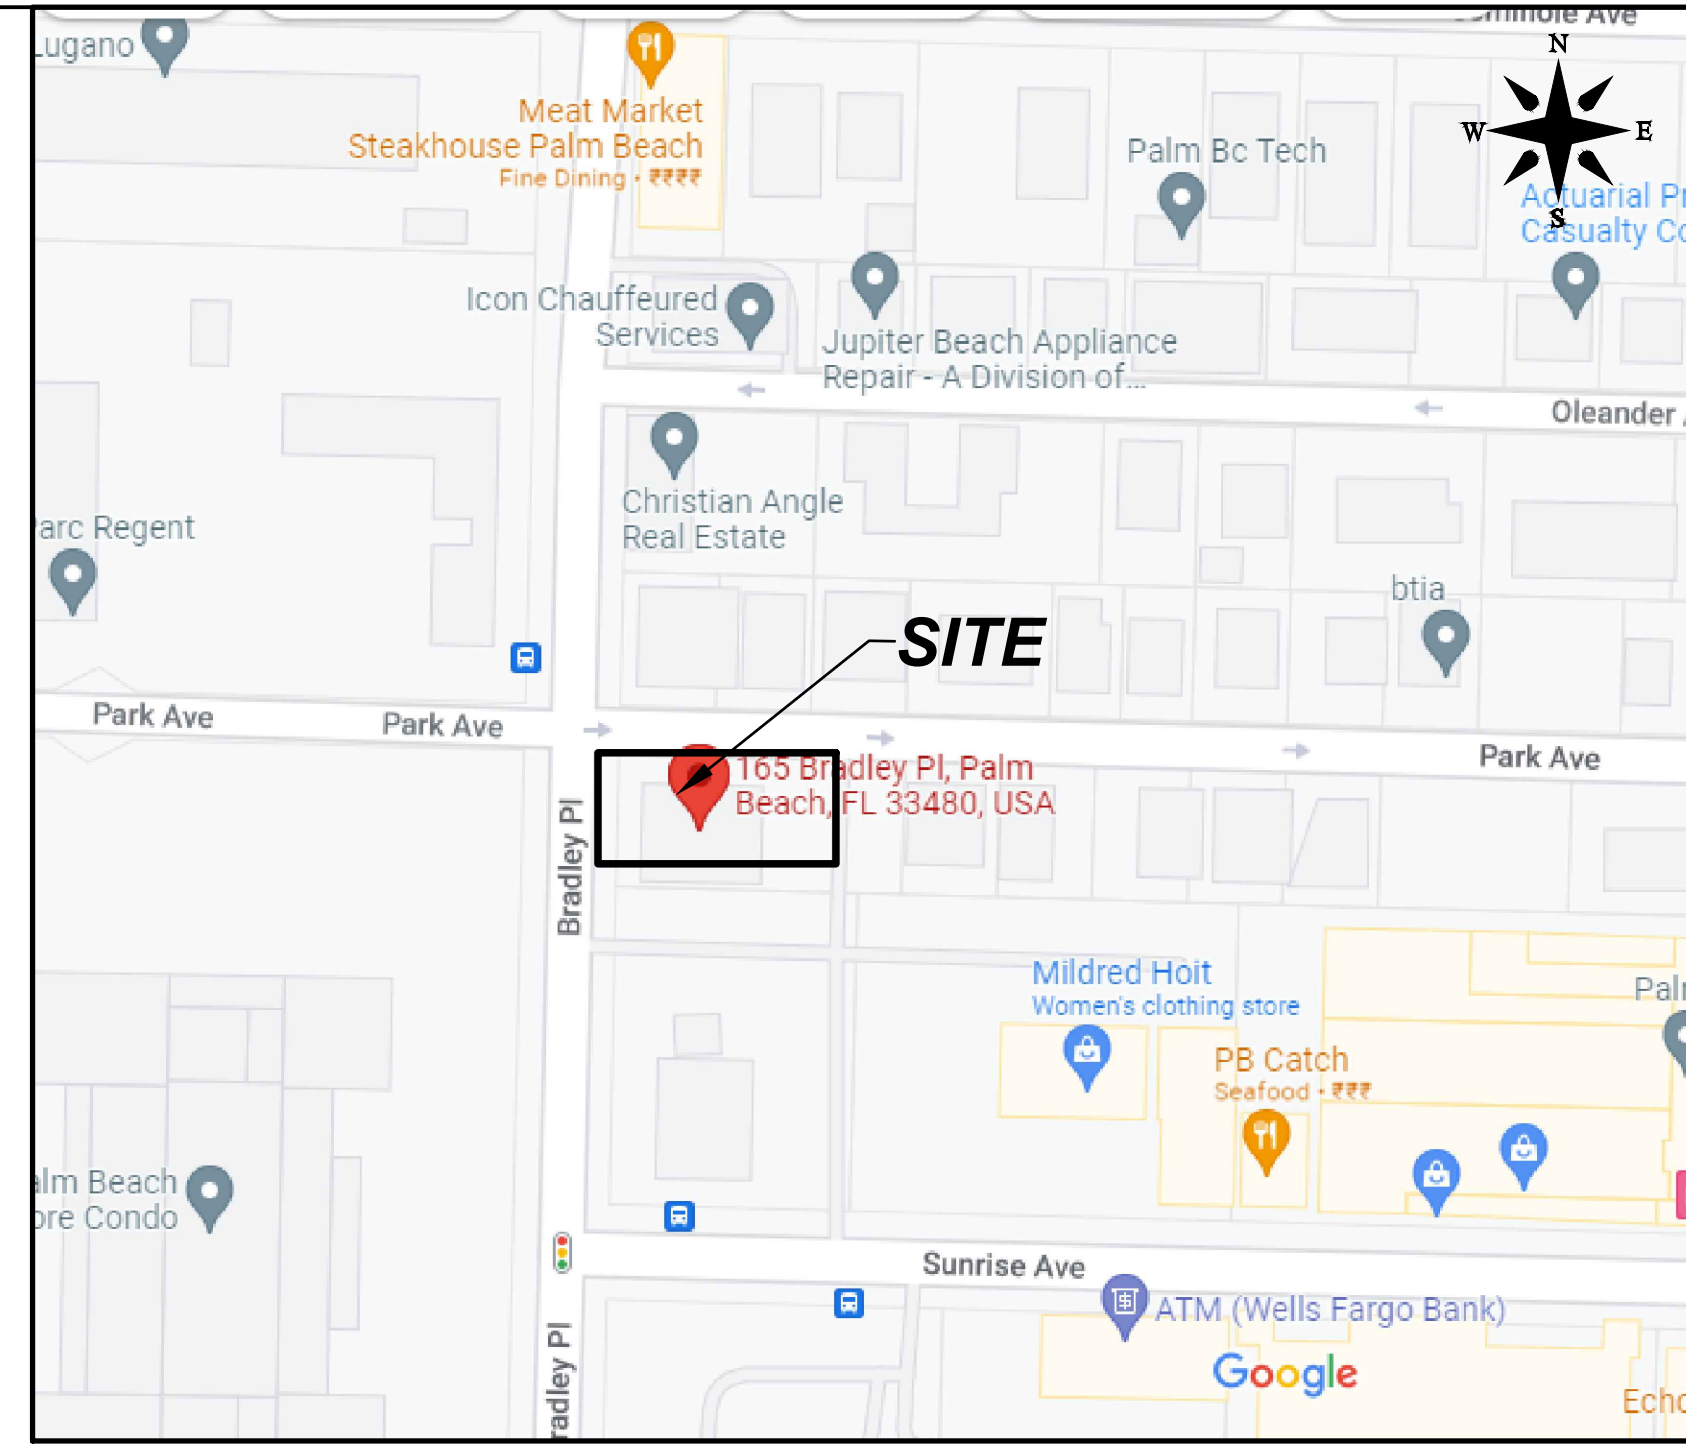 Lugano
N
Meat Market
Steakhouse Palm Beach
Fine Dining · ₹₹₹₹
W
E
Palm Bc Tech
S
Actuarial Pr
Casualty Co
Icon Chauffeured
Services
Jupiter Beach Appliance
Repair - A Division of...
Oleander
Christian Angle
Real Estate
arc Regent
btia
SITE
Park Ave
Park Ave
Park Ave
165 Bradley Pl, Palm
Beach, FL 33480, USA
Bradley Pl
Mildred Hoit
Women's clothing store
Palm
PB Catch
Seafood · ₹₹₹
alm Beach
ore Condo
Sunrise Ave
ATM (Wells Fargo Bank)
radley Pl
Google
Echo